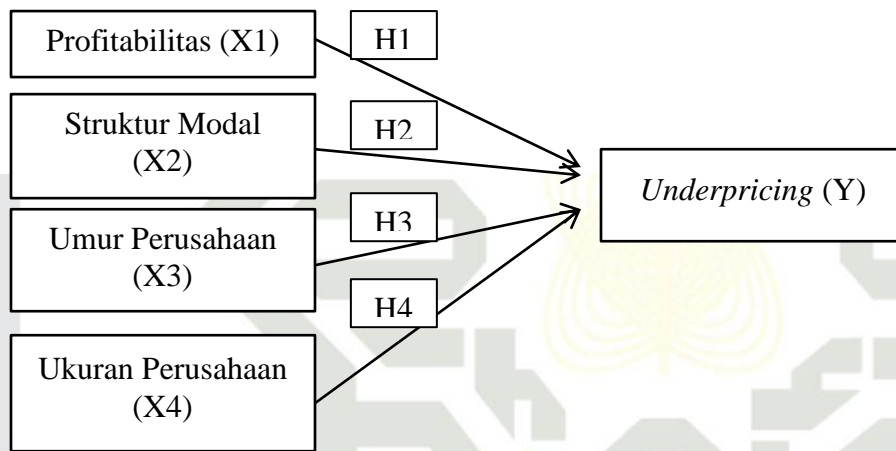 Profitabilitas (X1)
H1
Struktur Modal
(X2)
H2
Underpricing (Y)
Umur Perusahaan
(X3)
H3
H4
Ukuran Perusahaan
(X4)